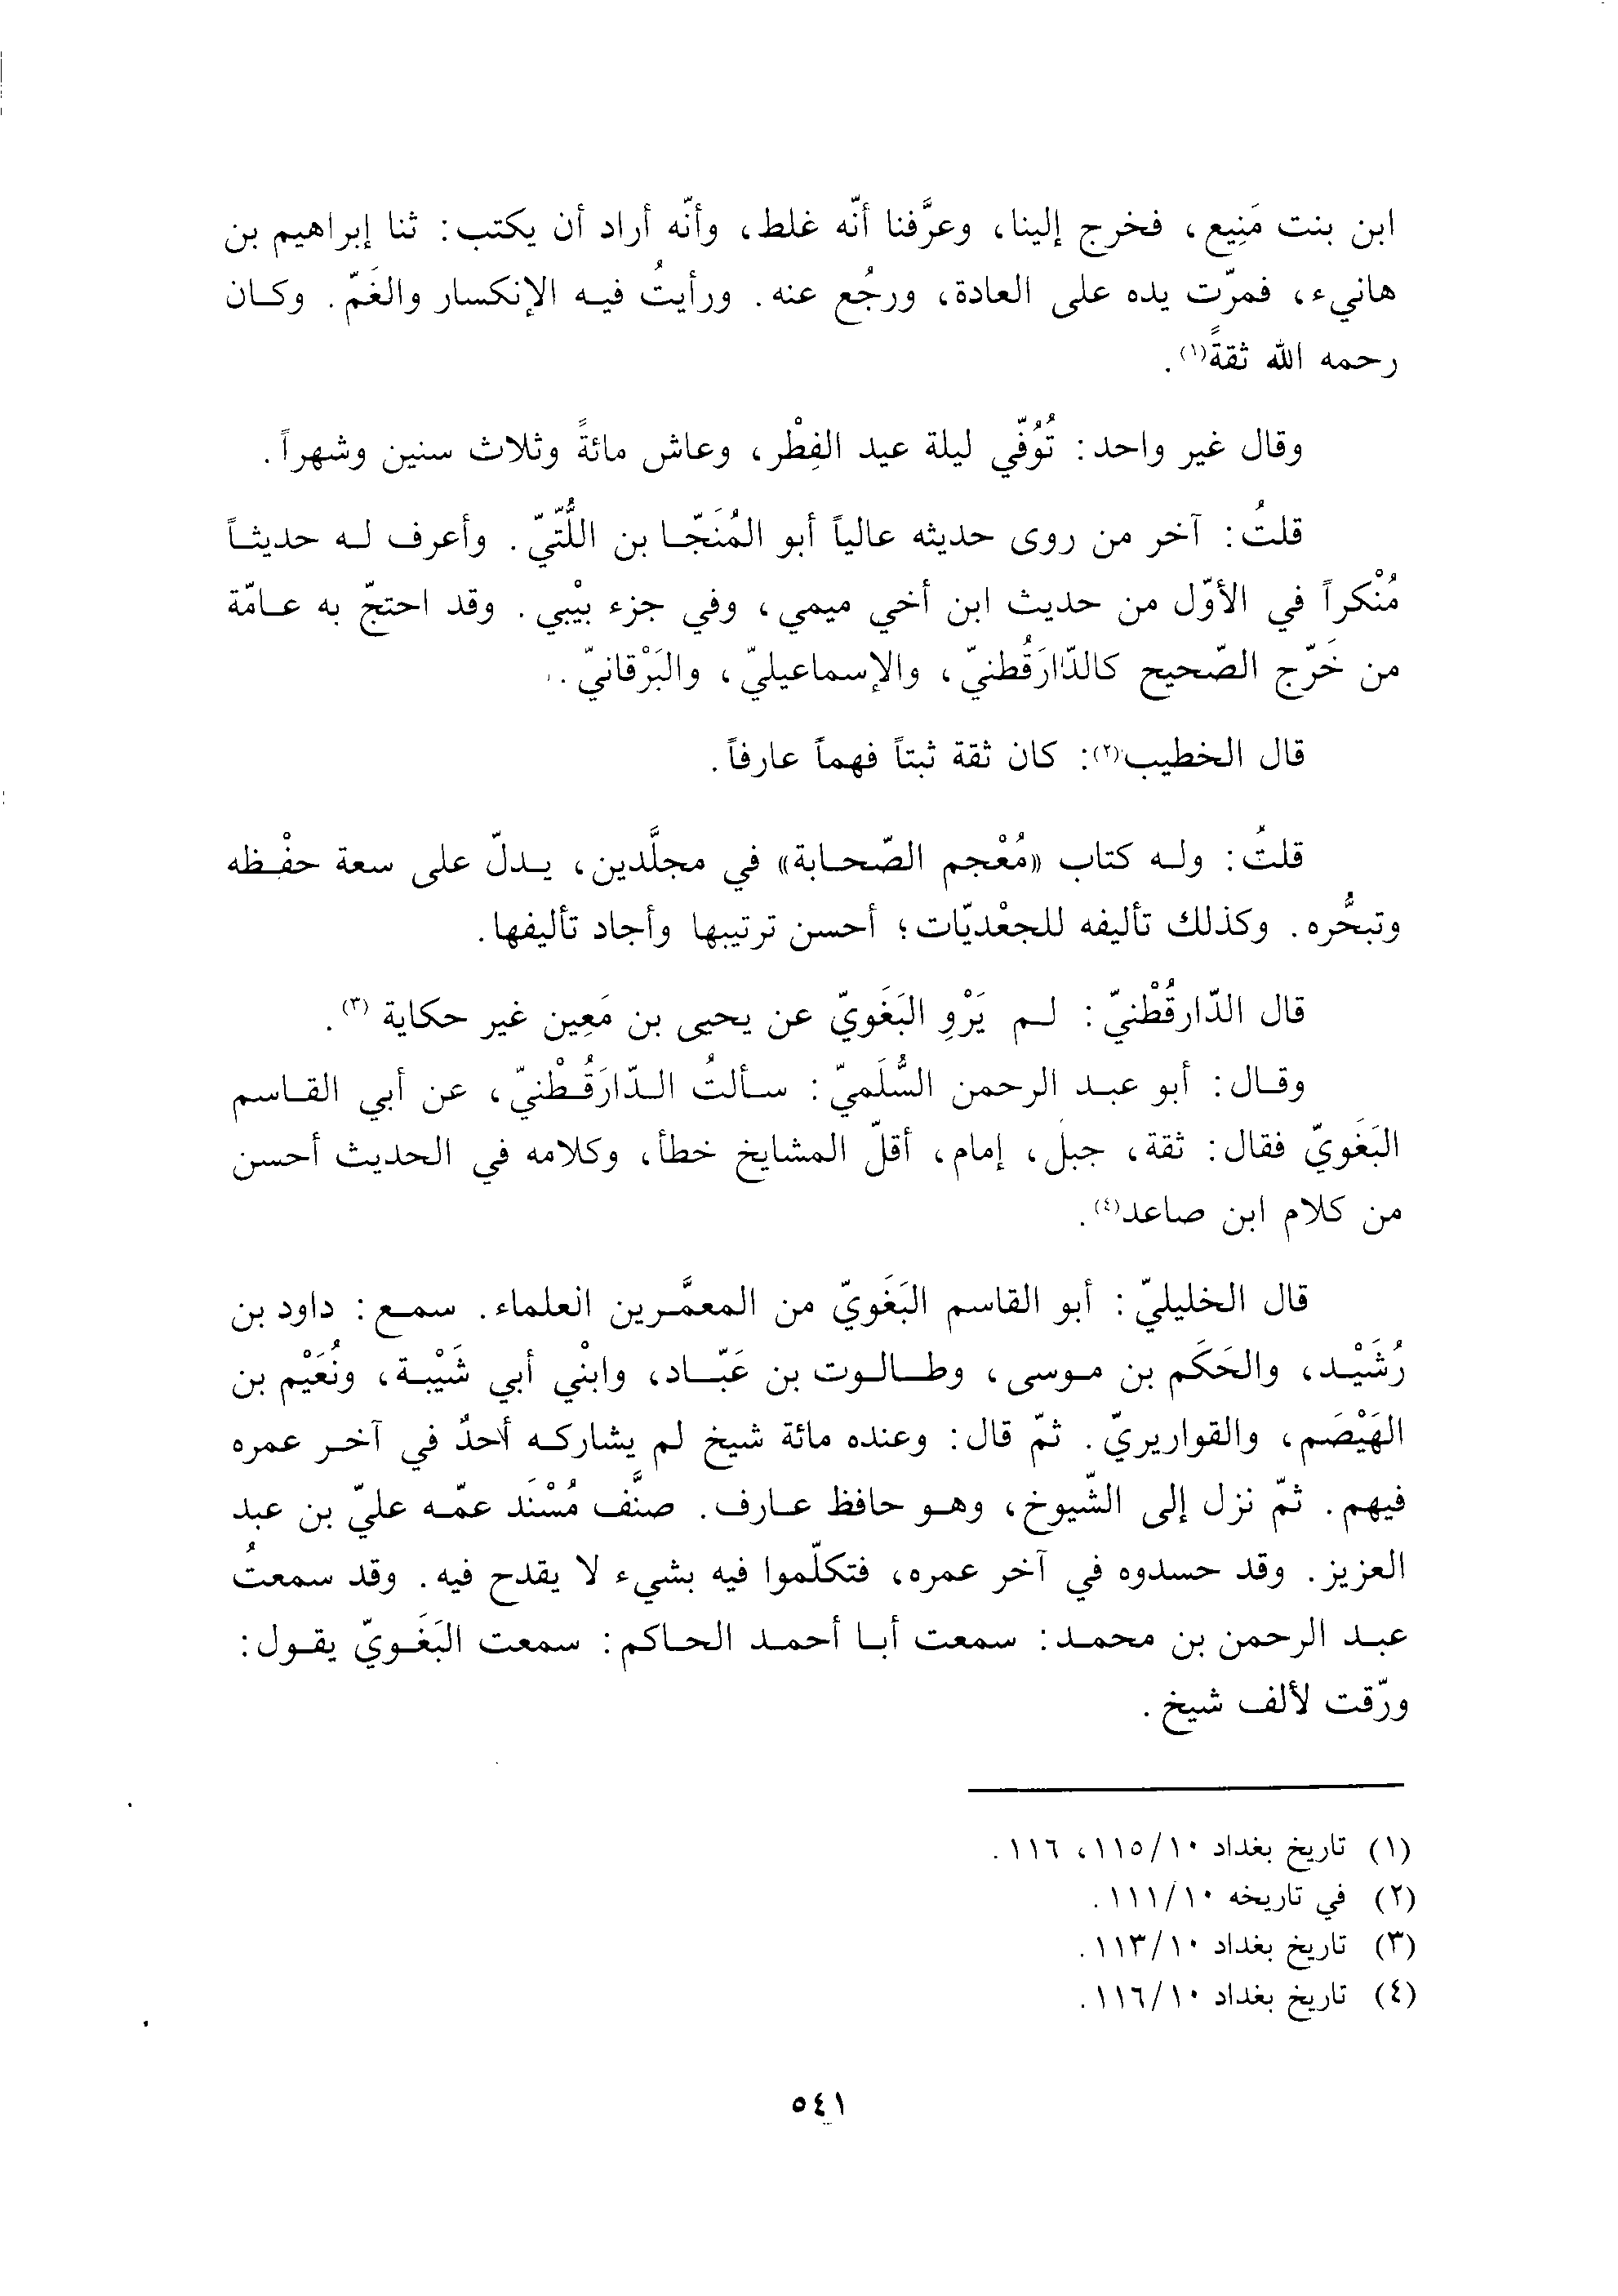 ابن بنت مَنِيع، فخرج إلينا، وعرَّفنا أنّه غلط، وأنّه أراد أن يكتب: ثنا إبراهيم بن
هانيء، فمرّت يده على العادة، ورجُع عنه. ورأيتُ فيه الإنكسار والغَمّ. وكان
رحمه الله ثقةً(١).
وقال غير واحد: تُوُفّي ليلة عيد الفِطْر، وعاش مائةً وثلاث سنين وشهراً.
قلتُ: آخر من روى حديثه عالياً أبو المُنَجّا بن اللُّتّيّ. وأعرف له حديثاً
مُنْكراً في الأوّل من حديث ابن أخي ميمي، وفي جزء بيْبي. وقد احتجّ به عامّة
من خَرّج الصّحيح كالدّارَقُطنيّ، والإسماعيليّ، والبَرْقانيّ.
قال الخطيب(٢): كان ثقة ثبتاً فهماً عارفاً.
قلتُ: وله كتاب «مُعْجم الصّحابة» في مجلَّدين، يدلّ على سعة حفْظه
وتبحُّره. وكذلك تأليفه للجعْديّات؛ أحسن ترتيبها وأجاد تأليفها.
قال الدّارقُطْنيّ: لم يَرْوِ البَغَويّ عن يحيى بن مَعِين غير حكاية (٣).
وقال: أبو عبد الرحمن السُّلَميّ: سألتُ الدّارَقُطْنيّ، عن أبي القاسم
البَغَويّ فقال: ثقة، جبل، إمام، أقلّ المشايخ خطأ، وكلامه في الحديث أحسن
من كلام ابن صاعد(٤).
قال الخليليّ: أبو القاسم البَغَويّ من المعمَّرين العلماء. سمع: داود بن
رُشَيْد، والحَكَم بن موسى، وطالوت بن عَبّاد، وابنْي أبي شَيْبة، ونُعَيْم بن
الهَيْصَم، والقواريريّ. ثمّ قال: وعنده مائة شيخ لم يشاركه أحدٌ في آخر عمره
فيهم. ثمّ نزل إلى الشّيوخ، وهو حافظ عارف. صنَّف مُسْنَد عمّه عليّ بن عبد
العزيز. وقد حسدوه في آخر عمره، فتكلّموا فيه بشيء لا يقدح فيه. وقد سمعتُ
عبد الرحمن بن محمد: سمعت أبا أحمد الحاكم: سمعت البَغَويّ يقول:
ورّقت لألف شيخ.
(١) تاريخ بغداد ١٠/١١٥، ١١٦.
(٢) في تاريخه ١٠/١١١.
(٣) تاريخ بغداد ١٠/١١٣.
(٤) تاريخ بغداد ١٠/١١٦.
٥٤١